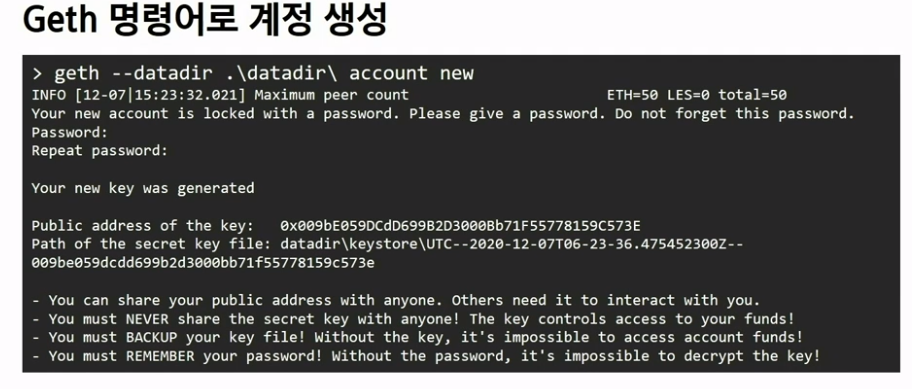 Geth 명령어로 계정 생성
> geth --datadir .\datadir\ account new
INFO [12-07|15:23:32.021] Maximum peer count ETH=50 LES=0 total=50
Your new account is locked with a password. Please give a password. Do not forget this password.
Password:
Repeat password:
Your new key was generated
Public address of the key: 0x009bE059DCdD699B2D3000Bb71F55778159C573E
Path of the secret key file: datadir\keystore\UTC--2020-12-07T06-23-36.475452300Z--
009be059dcdd699b2d3000bb71f55778159c573e
- You can share your public address with anyone. Others need it to interact with you.
- You must NEVER share the secret key with anyone! The key controls access to your funds!
- You must BACKUP your key file! Without the key, it's impossible to access account funds!
- You must REMEMBER your password! Without the password, it's impossible to decrypt the key!